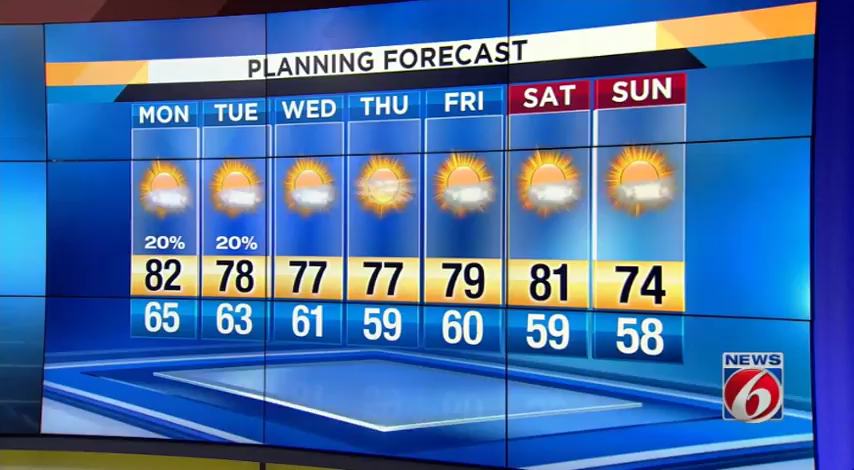 PLANNING FORECAST
MON TUE WED THU FRI SAT SUN
20% 20%
82 78 77 77 79 81 74
65 63 61 59 60 59 58
NEWS
6